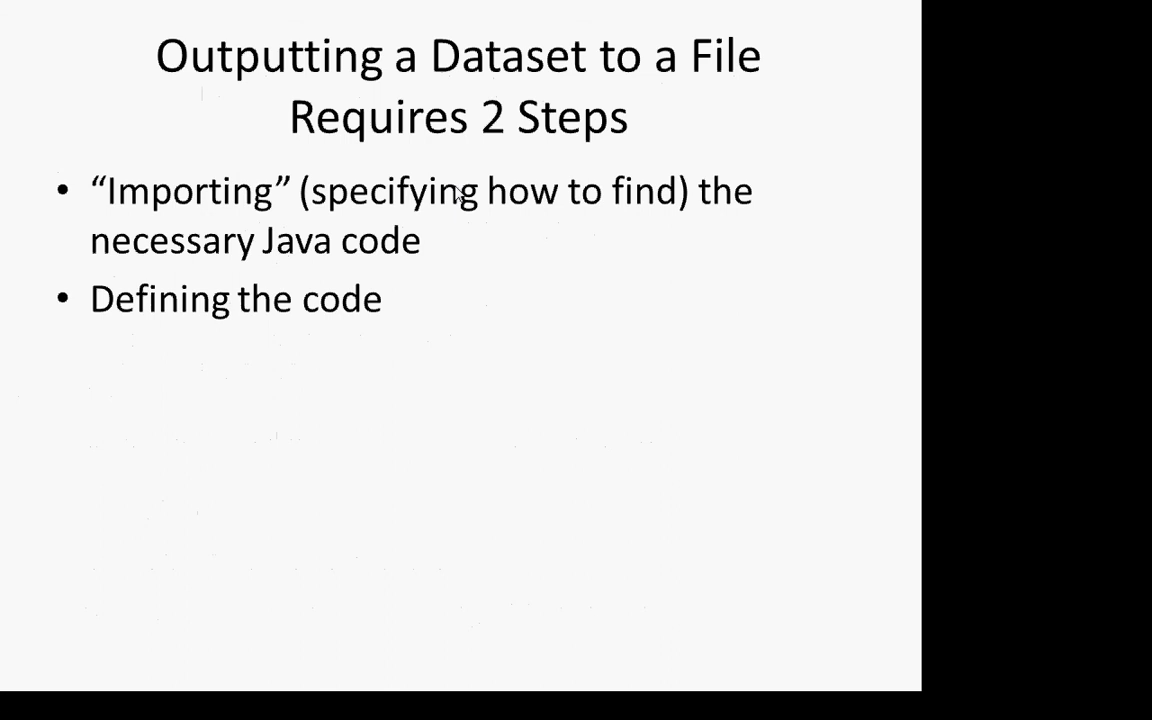 Outputting a Dataset to a File
Requires 2 Steps
• “Importing” (specifying how to find) the
necessary Java code
• Defining the code